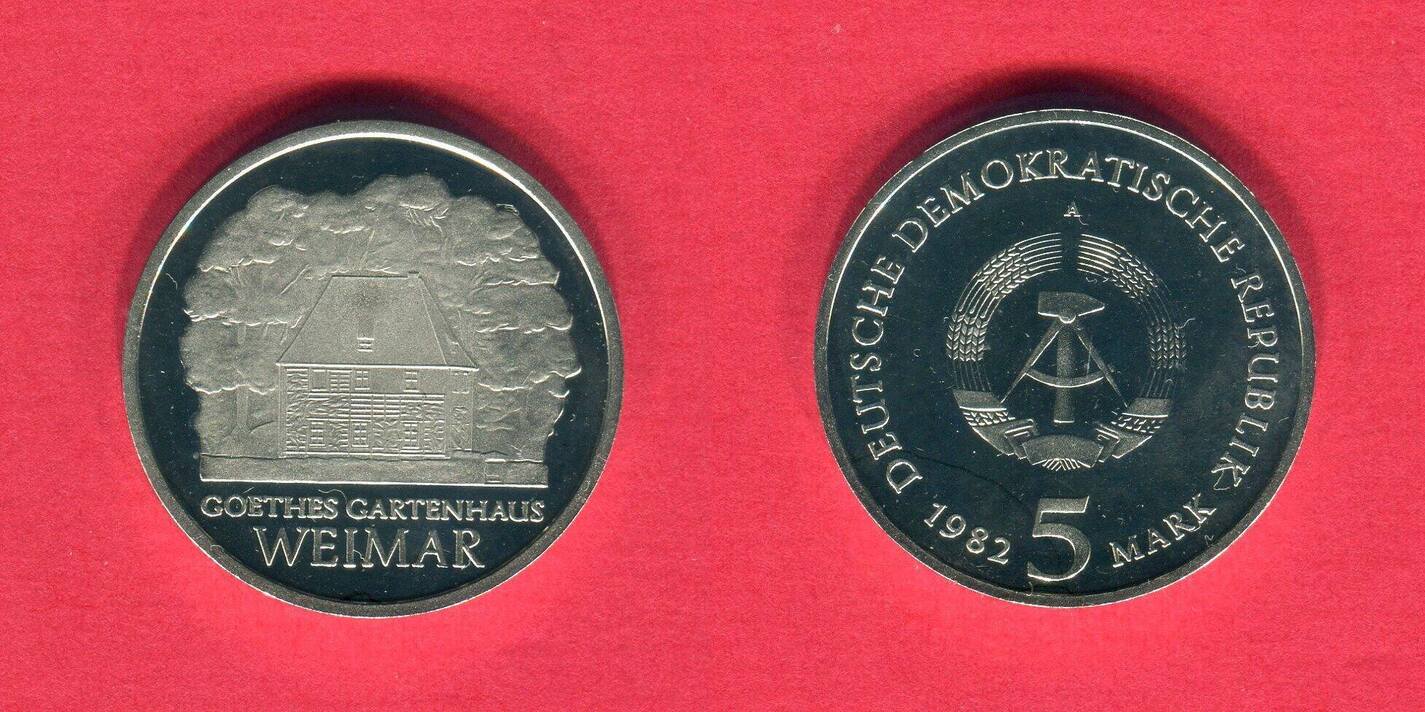 GOETHES GARTENHAUS
WEIMAR
DEUTSCHE DEMOKRATISCHE REPUBLIK
A
1982 5 MARK